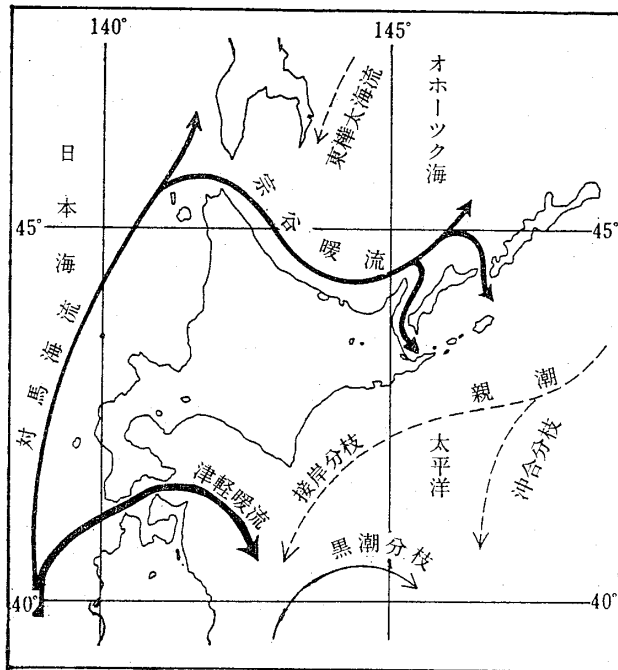 140°
145°
オホーツク海
東樺太海流
日本海
宗谷暖流
45°
45°
対馬海流
親潮
接岸分枝
太平洋
沖合分枝
津軽暖流
黒潮分枝
40°
40°